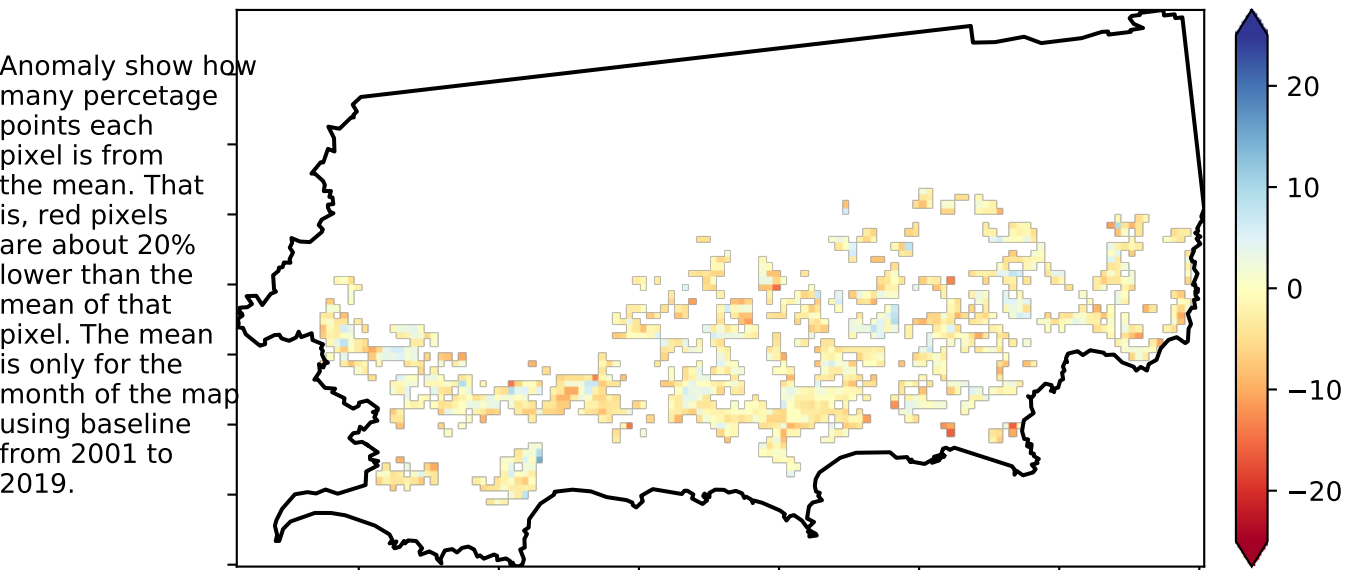 Anomaly show how
many percetage
points each
pixel is from
the mean. That
is, red pixels
are about 20%
lower than the
mean of that
pixel. The mean
is only for the
month of the map
using baseline
from 2001 to
2019.
20
10
0
−10
−20